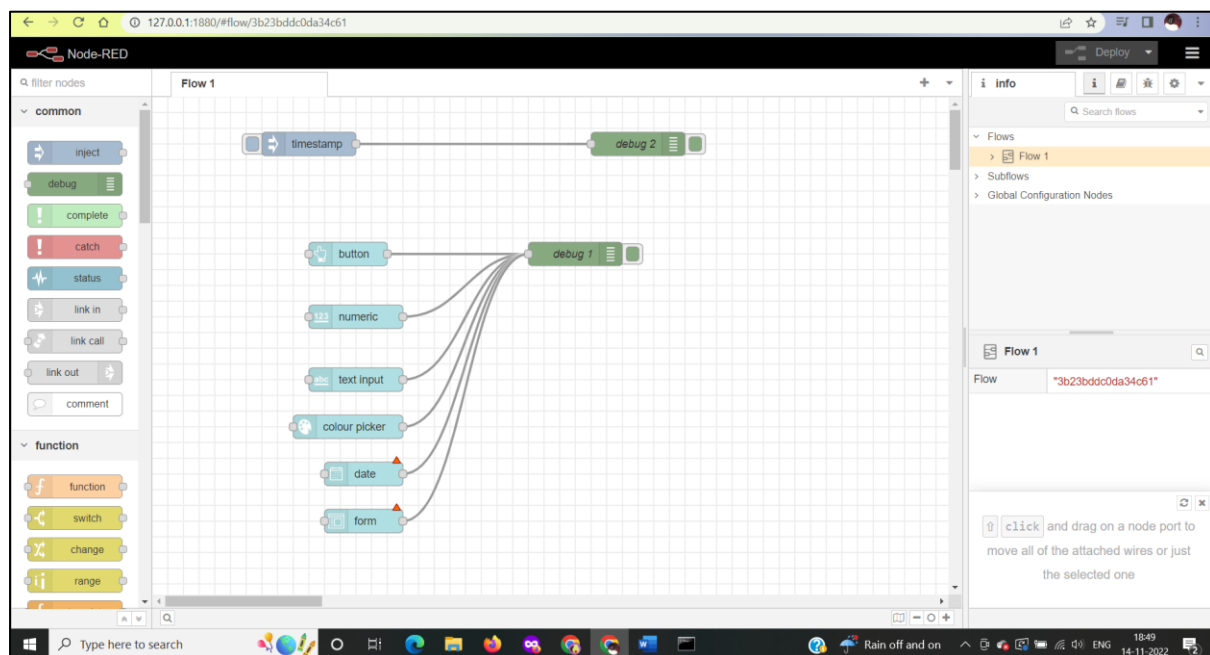 127.0.0.1:1880/#flow/3b23bddc0da34c61
Node-RED
Deploy
filter nodes
Flow 1
info
i
common
Search flows
inject
timestamp
debug 2
Flows
Flow 1
debug
Subflows
Global Configuration Nodes
complete
catch
button
debug 1
status
link in
123 numeric
link call
Flow 1
link out
abc text input
Flow "3b23bddc0da34c61"
comment
colour picker
function
date
function
form
switch
click and drag on a node port to
change
move all of the attached wires or just
the selected one
range
Type here to search
Rain off and on
ENG
18:49
14-11-2022
2